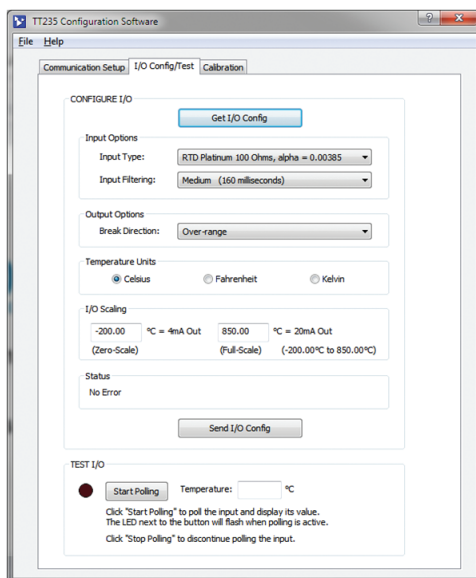 TT235 Configuration Software
File Help
Communication Setup I/O Config/Test Calibration
CONFIGURE I/O
Get I/O Config
Input Options
Input Type: RTD Platinum 100 Ohms, alpha = 0.00385
Input Filtering: Medium (160 milliseconds)
Output Options
Break Direction: Over-range
Temperature Units
Celsius Fahrenheit Kelvin
I/O Scaling
-200.00 °C = 4mA Out 850.00 °C = 20mA Out
(Zero-Scale) (Full-Scale) (-200.00°C to 850.00°C)
Status
No Error
Send I/O Config
TEST I/O
Start Polling Temperature: °C
Click "Start Polling" to poll the input and display its value.
The LED next to the button will flash when polling is active.
Click "Stop Polling" to discontinue polling the input.